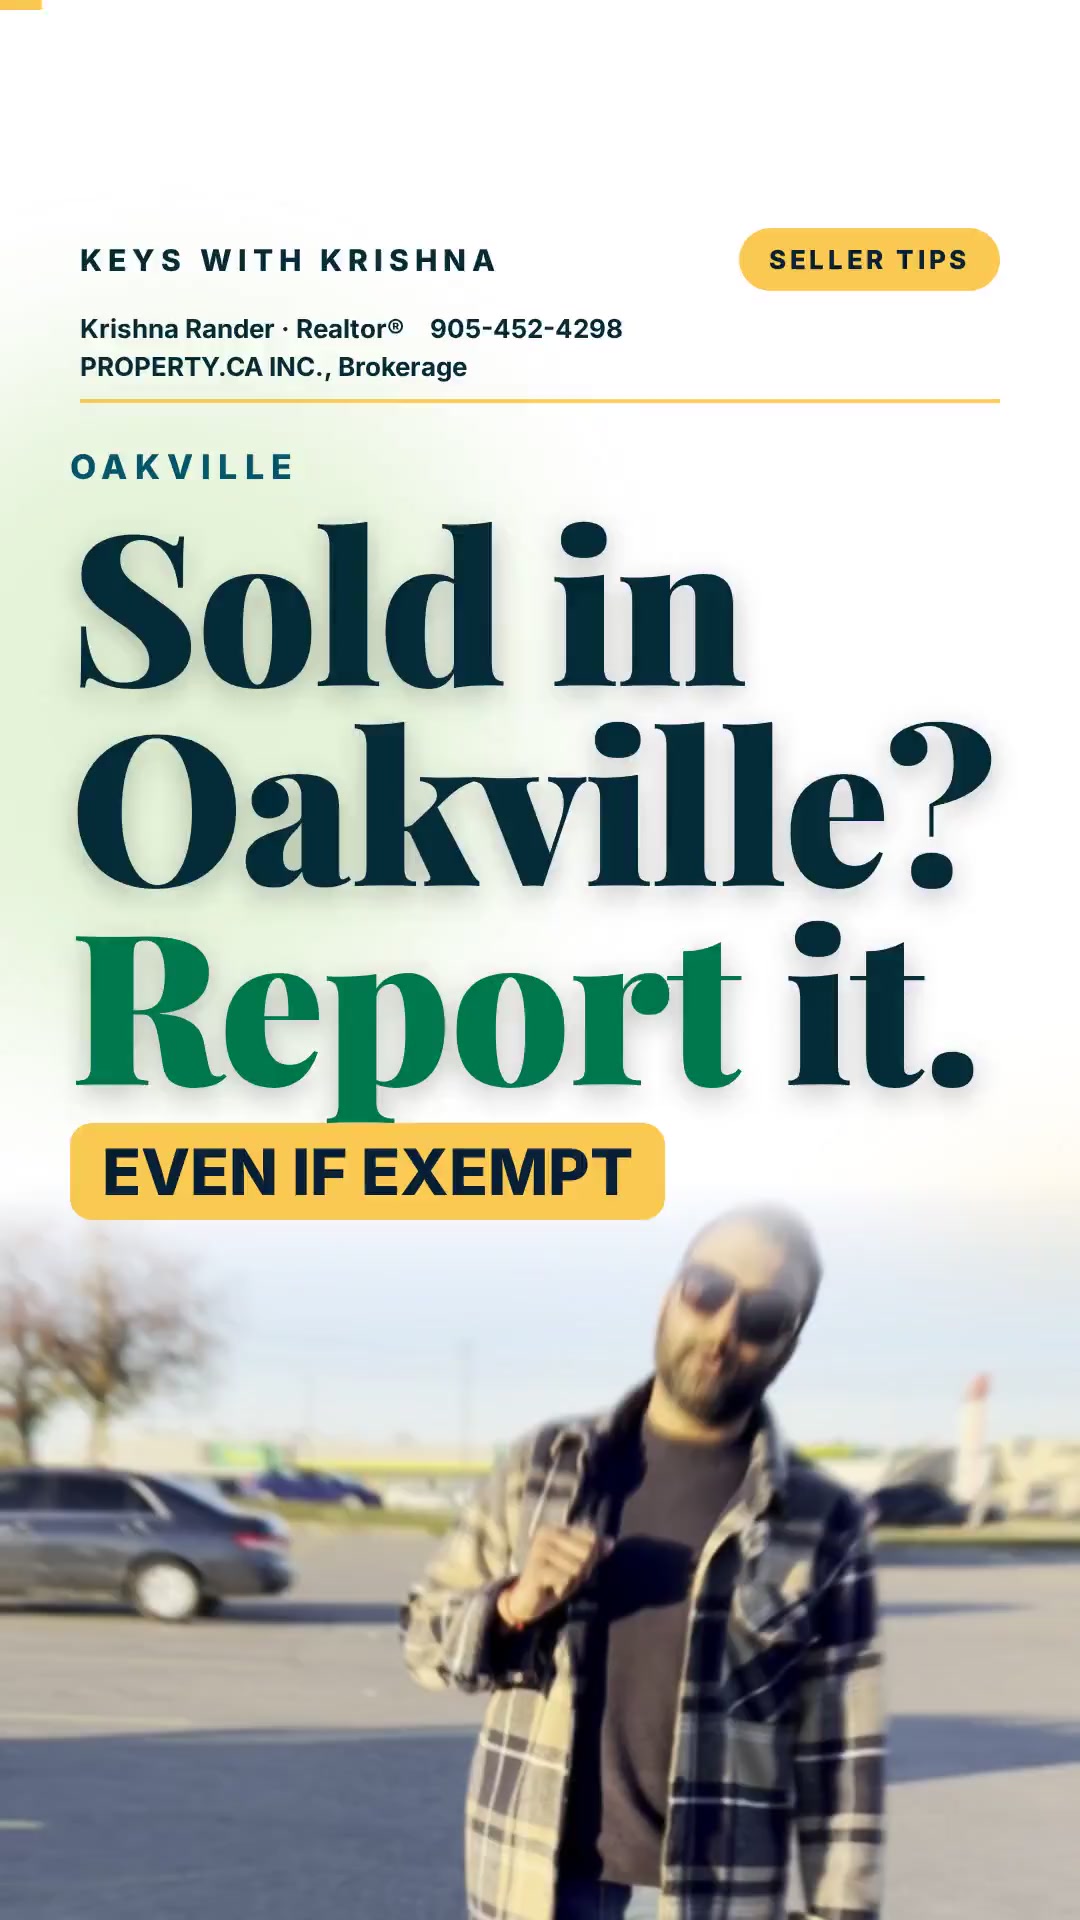 KEYS WITH KRISHNA
SELLER TIPS
Krishna Rander · Realtor® 905-452-4298
PROPERTY.CA INC., Brokerage
OAKVILLE
Sold in
Oakville?
Report it.
EVEN IF EXEMPT